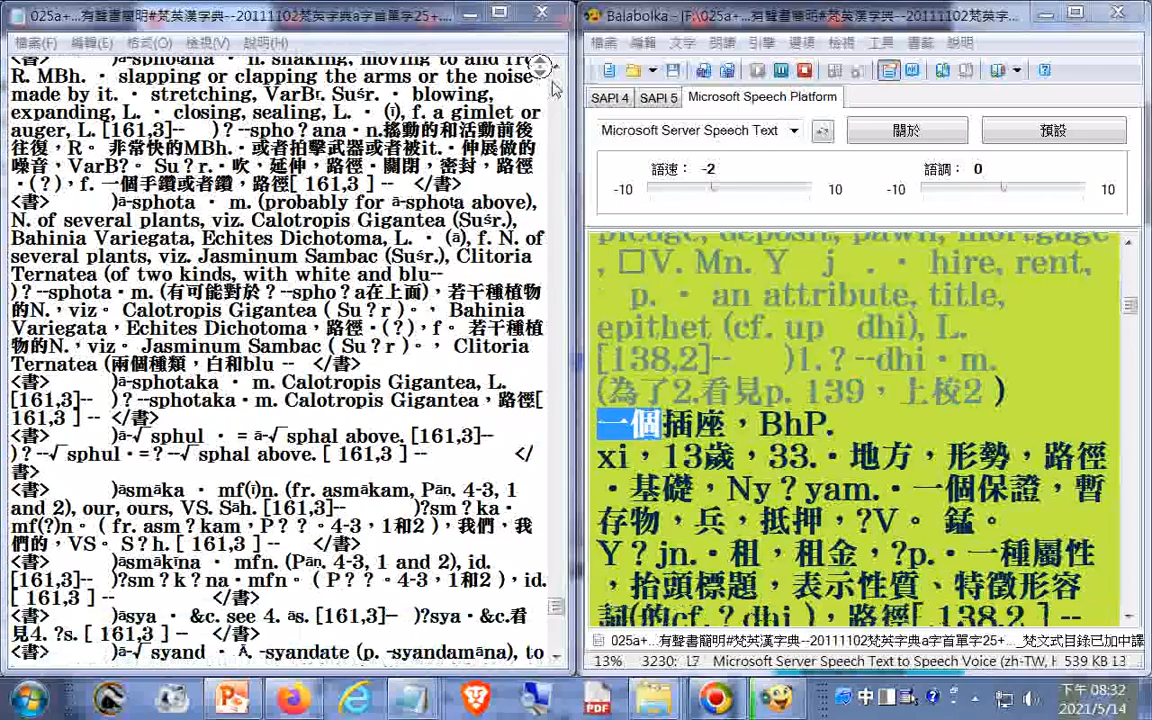 025a+...有聲書簡明#梵英漢字典--20111102梵英字典a字首單字25+...
檔案(F) 編輯(E) 格式(O) 檢視(V) 說明(H)
R. MBh. · slapping or clapping the arms or the noise
made by it. · stretching, VarBr. Suśr. · blowing,
expanding, L. · closing, sealing, L. · (ī), f. a gimlet or
auger, L. [161,3]-- )? --spho?ana · n.搖動的和活動前後
往復，R。 非常快的MBh.· 或者拍擊武器或者被it.· 伸展做的
噪音，VarB?。 Su?r.· 吹，延伸，路徑· 關閉，密封，路徑
· (?)，f. 一個手鑽或者鑽，路徑[ 161,3 ] -- </書>
<書> )ā-sphota · m. (probably for ā-sphoṭa above),
N. of several plants, viz. Calotropis Gigantea (Suśr.),
Bahinia Variegata, Echites Dichotoma, L. · (ā), f. N. of
several plants, viz. Jasminum Sambac (Suśr.), Clitoria
Ternatea (of two kinds, with white and blu--
)? --sphota· m. (有可能對於? --spho?a在上面)，若干種植物
的N.，viz。 Calotropis Gigantea ( Su?r )。， Bahinia
Variegata，Echites Dichotoma，路徑· (?)，f。 若干種植
物的N.，viz。 Jasminum Sambac ( Su?r )。， Clitoria
Ternatea (兩個種類，白和blu -- </書>
<書> )ā-sphotaka · m. Calotropis Gigantea, L.
[161,3]-- )? --sphotaka· m. Calotropis Gigantea，路徑[
161,3 ] -- </書>
<書> )ā-√sphul · = ā-√sphal above, [161,3]--
)? --√sphul· =? --√sphal above. [ 161,3 ] -- </
書>
<書> )āsmāka · mf(ī)n. (fr. asmākam, Pāṇ. 4-3, 1
and 2), our, ours, VS. Sāh. [161,3]-- )?sm?ka·
mf(?)n。( fr. asm?kam，P??。4-3，1和2)，我們，我
們的，VS。 S?h. [ 161,3 ] -- </書>
<書> )āsmākīna · mfn. (Pāṇ. 4-3, 1 and 2), id.
[161,3]-- )?sm?k?na· mfn。( P??。4-3，1和2)，id.
[ 161,3 ] -- </書>
<書> )āsya · &c. see 4. ās. [161,3]-- )?sya· &c.看
見4. ?s. [ 161,3 ] -- </書>
<書> )ā-√syand · Ā. -syandate (p. -syandamāna), to
Balabolka - [F:\025a+...有聲書簡明#梵英漢字典--20111102梵英字...
檔案 編輯 文字 朗讀 引擎 選項 檢視 工具 書籤 說明
SAPI 4 SAPI 5 Microsoft Speech Platform
Microsoft Server Speech Text 關於 預設
語速： -2 語調： 0
-10 10 -10 10
, □V. Mn. Y j . · hire, rent,
p. · an attribute, title,
epithet (cf. up dhi), L.
[138,2]-- )1. ? --dhi · m.
(為了2.看見p. 139，上校2 )
一個插座，BhP.
xi，13歲，33.· 地方，形勢，路徑
· 基礎，Ny?yam.· 一個保證，暫
存物，兵，抵押，?V。 錳。
Y?jn.· 租，租金，?p.· 一種屬性
，抬頭標題，表示性質、特徵形容
詞(的cf. ?dhi )，路徑[ 138,2 ] --
025a+...有聲書簡明#梵英漢字典--20111102梵英字典a字首單字25+..._梵文式目錄已加中譯
13% 3230: L7 Microsoft Server Speech Text to Speech Voice (zh-TW, H 539 KB 13
中
下午 08:32
2021/5/14